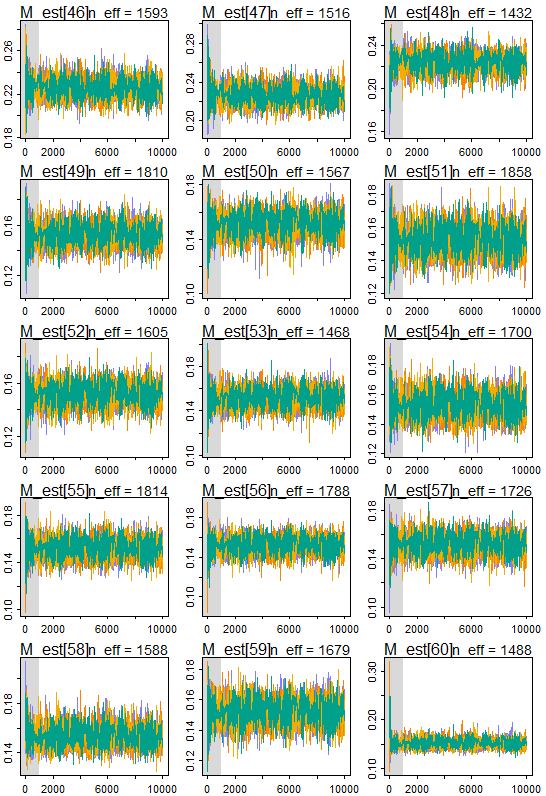 M_est[46]n_eff = 1593
M_est[47]n_eff = 1516
M_est[48]n_eff = 1432
0.18 0.22 0.26
0.20 0.24 0.28
0.16 0.20 0.24
0 2000 6000 10000
0 2000 6000 10000
0 2000 6000 10000
M_est[49]n_eff = 1810
M_est[50]n_eff = 1567
M_est[51]n_eff = 1858
0.12 0.16
0.10 0.14 0.18
0.12 0.14 0.16 0.18
0 2000 6000 10000
0 2000 6000 10000
0 2000 6000 10000
M_est[52]n_eff = 1605
M_est[53]n_eff = 1468
M_est[54]n_eff = 1700
0.12 0.16
0.10 0.14 0.18
0.12 0.14 0.16 0.18
0 2000 6000 10000
0 2000 6000 10000
0 2000 6000 10000
M_est[55]n_eff = 1814
M_est[56]n_eff = 1788
M_est[57]n_eff = 1726
0.10 0.14 0.18
0.10 0.14 0.18
0.10 0.14 0.18
0 2000 6000 10000
0 2000 6000 10000
0 2000 6000 10000
M_est[58]n_eff = 1588
M_est[59]n_eff = 1679
M_est[60]n_eff = 1488
0.14 0.18
0.12 0.14 0.16 0.18
0.10 0.20 0.30
0 2000 6000 10000
0 2000 6000 10000
0 2000 6000 10000